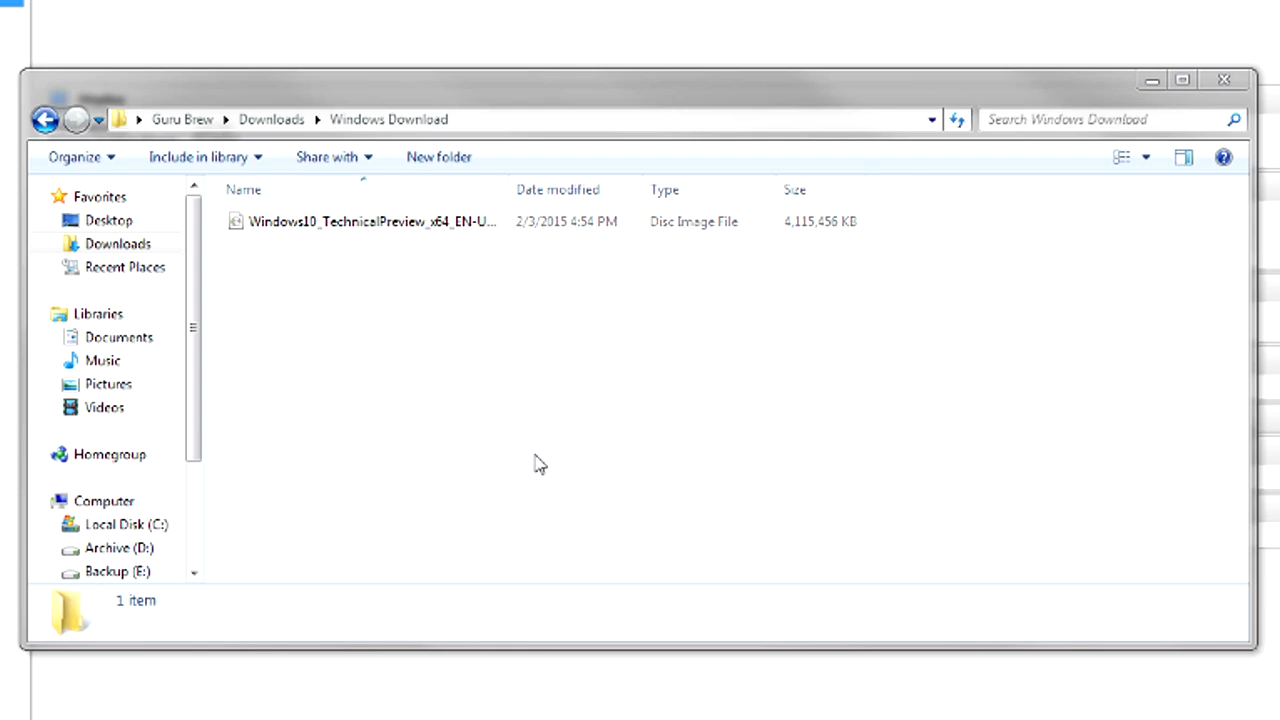 Guru Brew Downloads Windows Download
Search Windows Download
Organize Include in library Share with New folder
Name Date modified Type Size
Windows10_TechnicalPreview_x64_EN-U... 2/3/2015 4:54 PM Disc Image File 4,115,456 KB
Favorites
Desktop
Downloads
Recent Places
Libraries
Documents
Music
Pictures
Videos
Homegroup
Computer
Local Disk (C:)
Archive (D:)
Backup (E:)
1 item